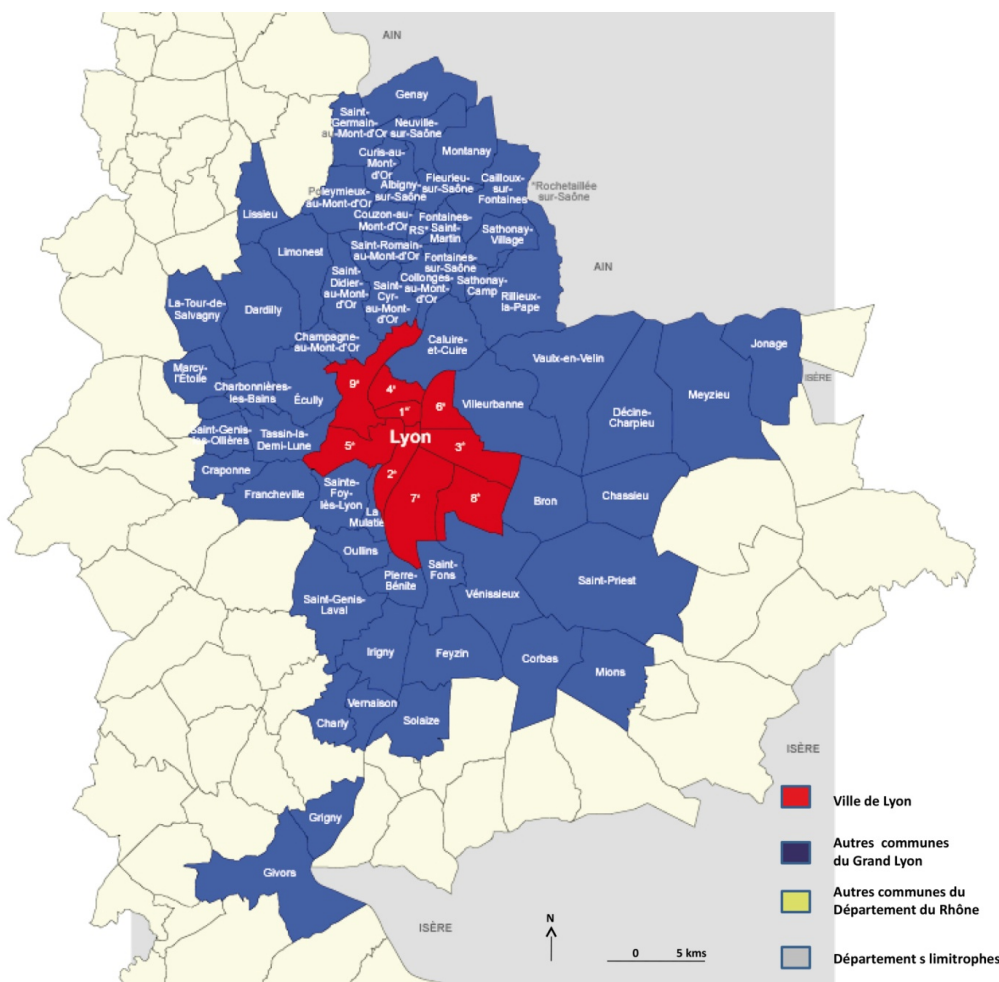 AIN
Genay
Saint-
Germain-
au-Mont-d'Or
Neuville-
sur-Saône
Montanay
Curis-au-
Mont-
d'Or
Albigny-
sur-Saône
Fleurieu-
sur-Saône
Cailloux-
sur-
Fontaines
*Rochetaillée
sur-Saône
Poleymieux-
au-Mont-d'Or
Lissieu
Couzon-au-
Mont-d'Or
RS*
Fontaines-
Saint-
Martin
Sathonay-
Village
Limonest
Saint-Romain-
au-Mont-d'Or
Fontaines-
sur-Saône
AIN
Saint-
Didier-
au-Mont-
d'Or
Saint-
Cyr-
au-Mont-
d'Or
Collonges-
au-Mont-
d'Or
Sathonay-
Camp
Rillieux-
la-Pape
La-Tour-de-
Salvagny
Dardilly
Champagne-
au-Mont-d'Or
Caluire-
et-Cuire
Vaulx-en-Velin
Jonage
Meyzieu
ISÈRE
Marcy-
l'Étoile
Charbonnières-
les-Bains
Écully
9e
4e
1er
6e
Villeurbanne
Décine-
Charpieu
Saint-Genis-
les-Ollières
Tassin-la-
Demi-Lune
5e
Lyon
3e
Craponne
Francheville
Sainte-
Foy-
lès-Lyon
La
Mulatie
2e
7e
8e
Bron
Chassieu
Oullins
Pierre-
Bénite
Saint-
Fons
Vénissieux
Saint-Priest
Saint-Genis-
Laval
Irigny
Feyzin
Corbas
Mions
Vernaison
Charly
Solaize
ISÈRE
Grigny
Givors
ISÈRE
N
0 5 kms
Ville de Lyon
Autres communes
du Grand Lyon
Autres communes du
Département du Rhône
Département s limitrophes